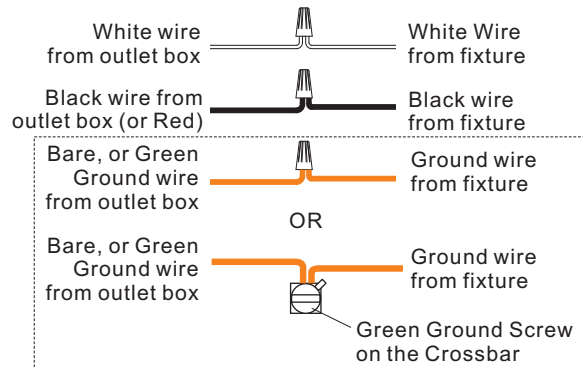 White wire
from outlet box
White Wire
from fixture
Black wire from
outlet box (or Red)
Black wire
from fixture
Bare, or Green
Ground wire
from outlet box
Ground wire
from fixture
OR
Bare, or Green
Ground wire
from outlet box
Ground wire
from fixture
Green Ground Screw
on the Crossbar